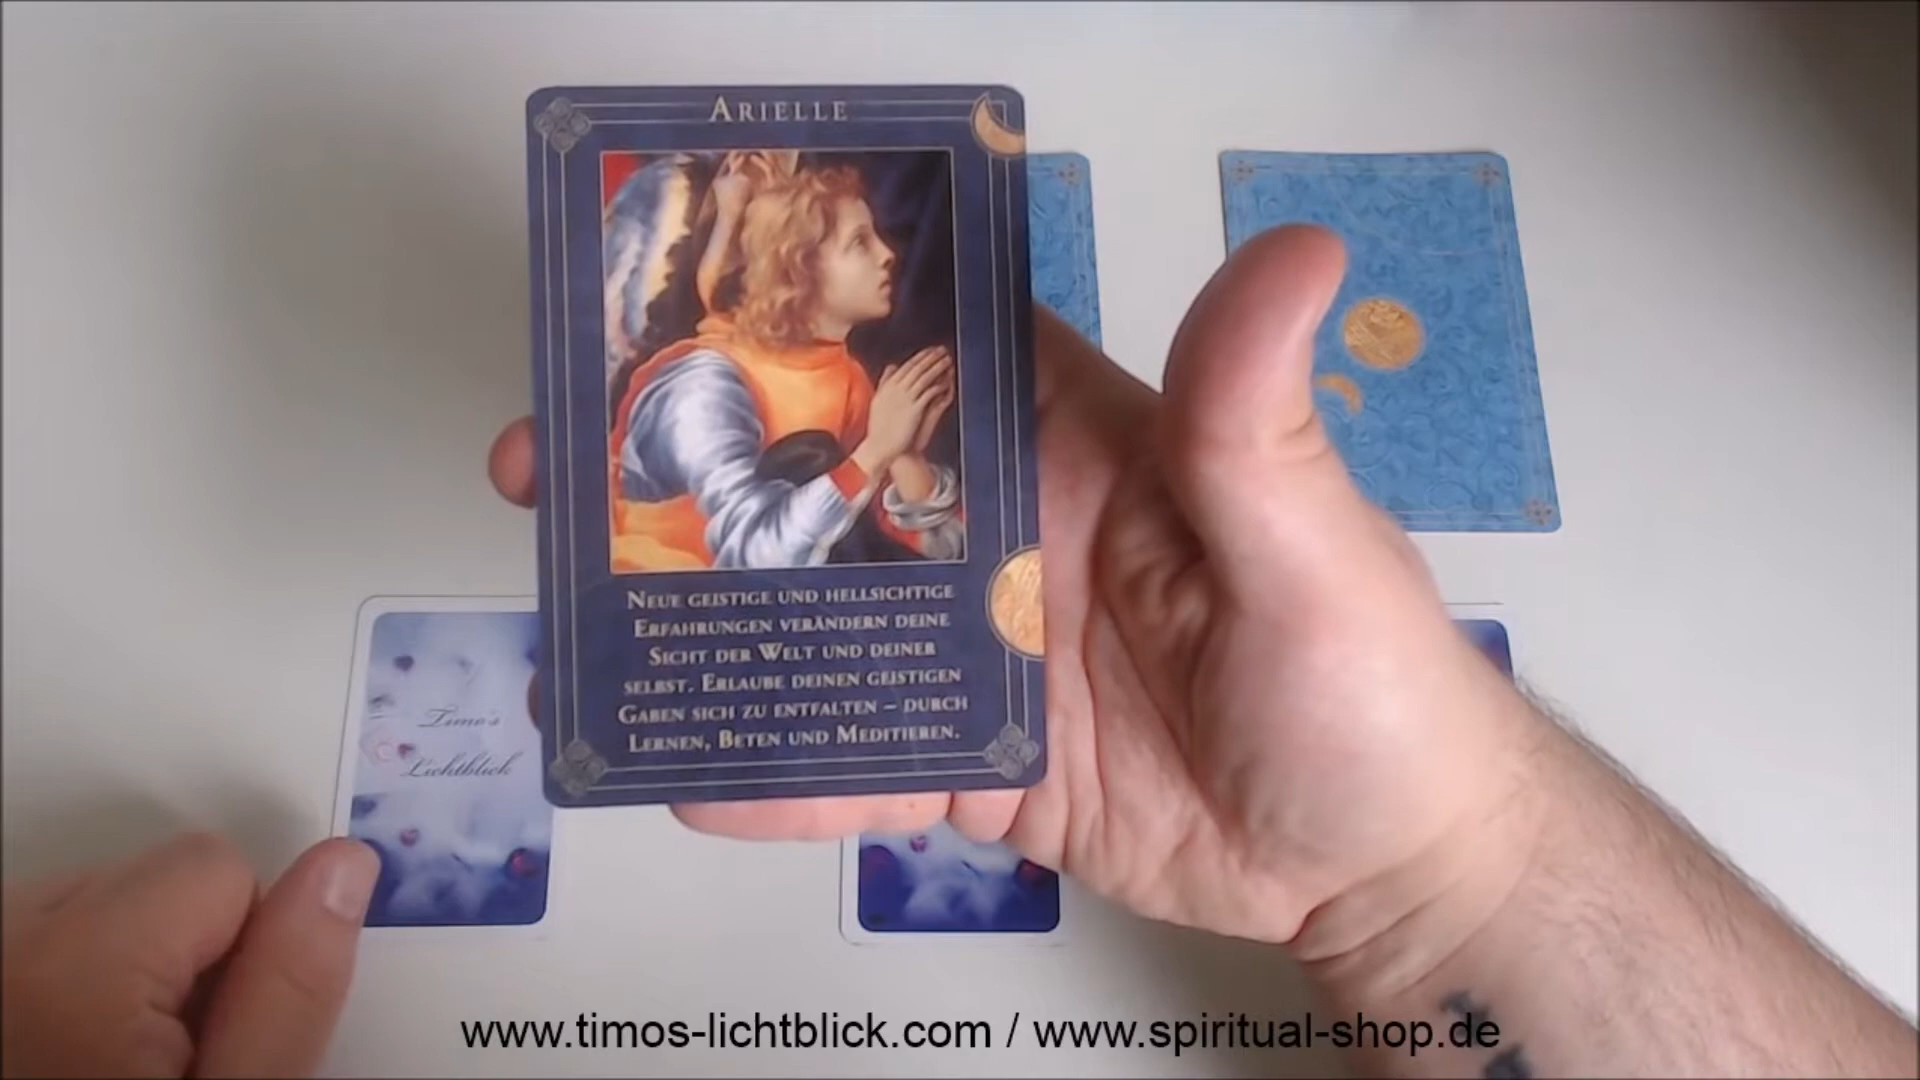 ARIELLE
NEUE GEISTIGE UND HELLSICHTIGE
ERFAHRUNGEN VERÄNDERN DEINE
SICHT DER WELT UND DEINER
SELBST. ERLAUBE DEINEN GEISTIGEN
GABEN SICH ZU ENTFALTEN – DURCH
LERNEN, BETEN UND MEDITIEREN.
Timo's
Lichtblick
www.timos-lichtblick.com / www.spiritual-shop.de